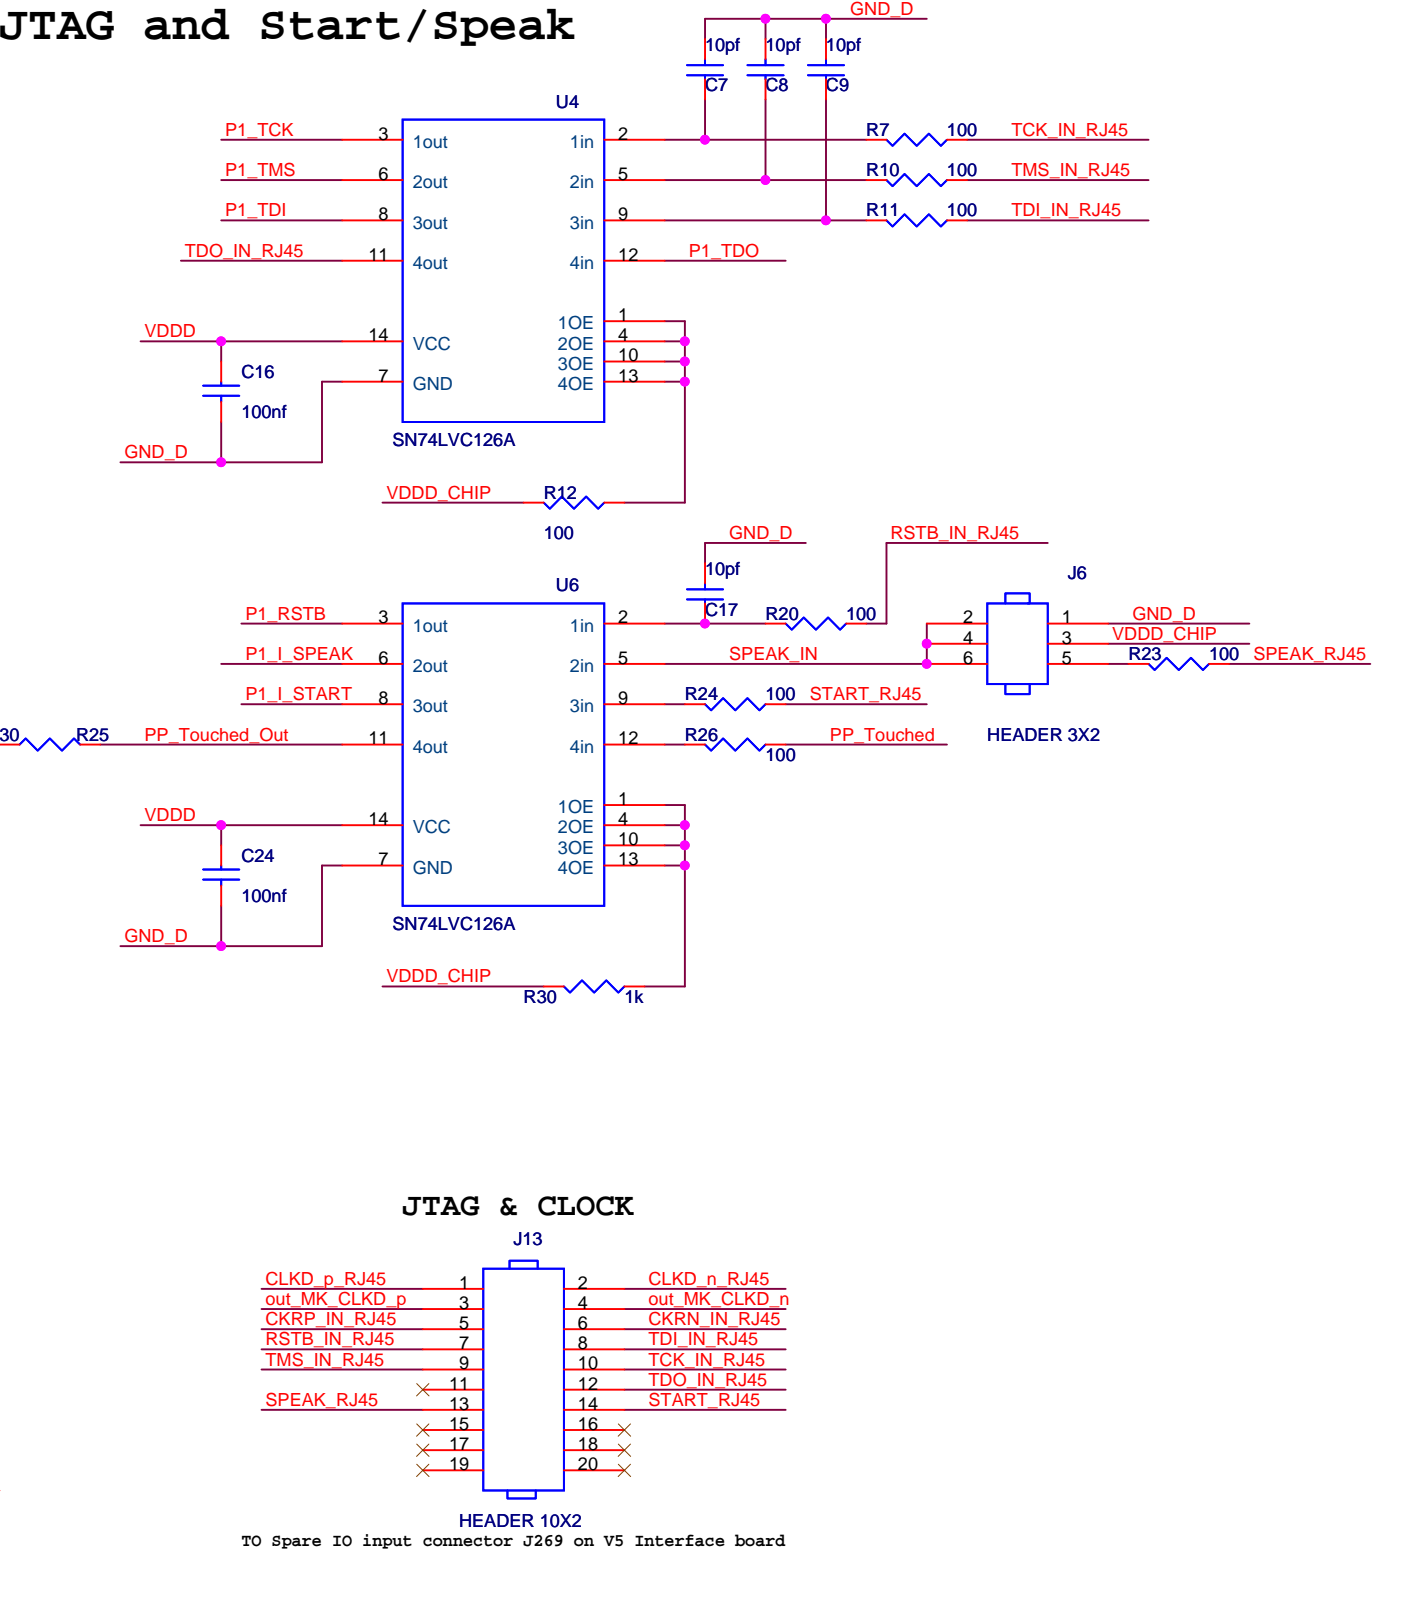 JTAG and Start/Speak
GND_D
10pf 10pf 10pf
C7 C8 C9
U4
P1_TCK 3 1out 1in 2 R7 100 TCK_IN_RJ45
P1_TMS 6 2out 2in 5 R10 100 TMS_IN_RJ45
P1_TDI 8 3out 3in 9 R11 100 TDI_IN_RJ45
TDO_IN_RJ45 11 4out 4in 12 P1_TDO
1OE 1
VDDD 14 VCC 2OE 4
3OE 10
C16 7 GND 4OE 13
100nf
SN74LVC126A
GND_D
VDDD_CHIP R12
100
GND_D RSTB_IN_RJ45
10pf
U6 J6
C17
P1_RSTB 3 1out 1in 2 R20 100 2 1 GND_D
4 3 VDDD_CHIP
P1_I_SPEAK 6 2out 2in 5 SPEAK_IN 6 5 R23 100 SPEAK_RJ45
P1_I_START 8 3out 3in 9 R24 100 START_RJ45
30 R25 PP_Touched_Out 11 4out 4in 12 R26 100 PP_Touched
HEADER 3X2
1OE 1
VDDD 14 VCC 2OE 4
3OE 10
C24 7 GND 4OE 13
100nf
SN74LVC126A
GND_D
VDDD_CHIP
R30 1k
JTAG & CLOCK
J13
CLKD_p_RJ45 1 2 CLKD_n_RJ45
out_MK_CLKD_p 3 4 out_MK_CLKD_n
CKRP_IN_RJ45 5 6 CKRN_IN_RJ45
RSTB_IN_RJ45 7 8 TDI_IN_RJ45
TMS_IN_RJ45 9 10 TCK_IN_RJ45
11 12 TDO_IN_RJ45
SPEAK_RJ45 13 14 START_RJ45
15 16
17 18
19 20
HEADER 10X2
TO Spare IO input connector J269 on V5 Interface board